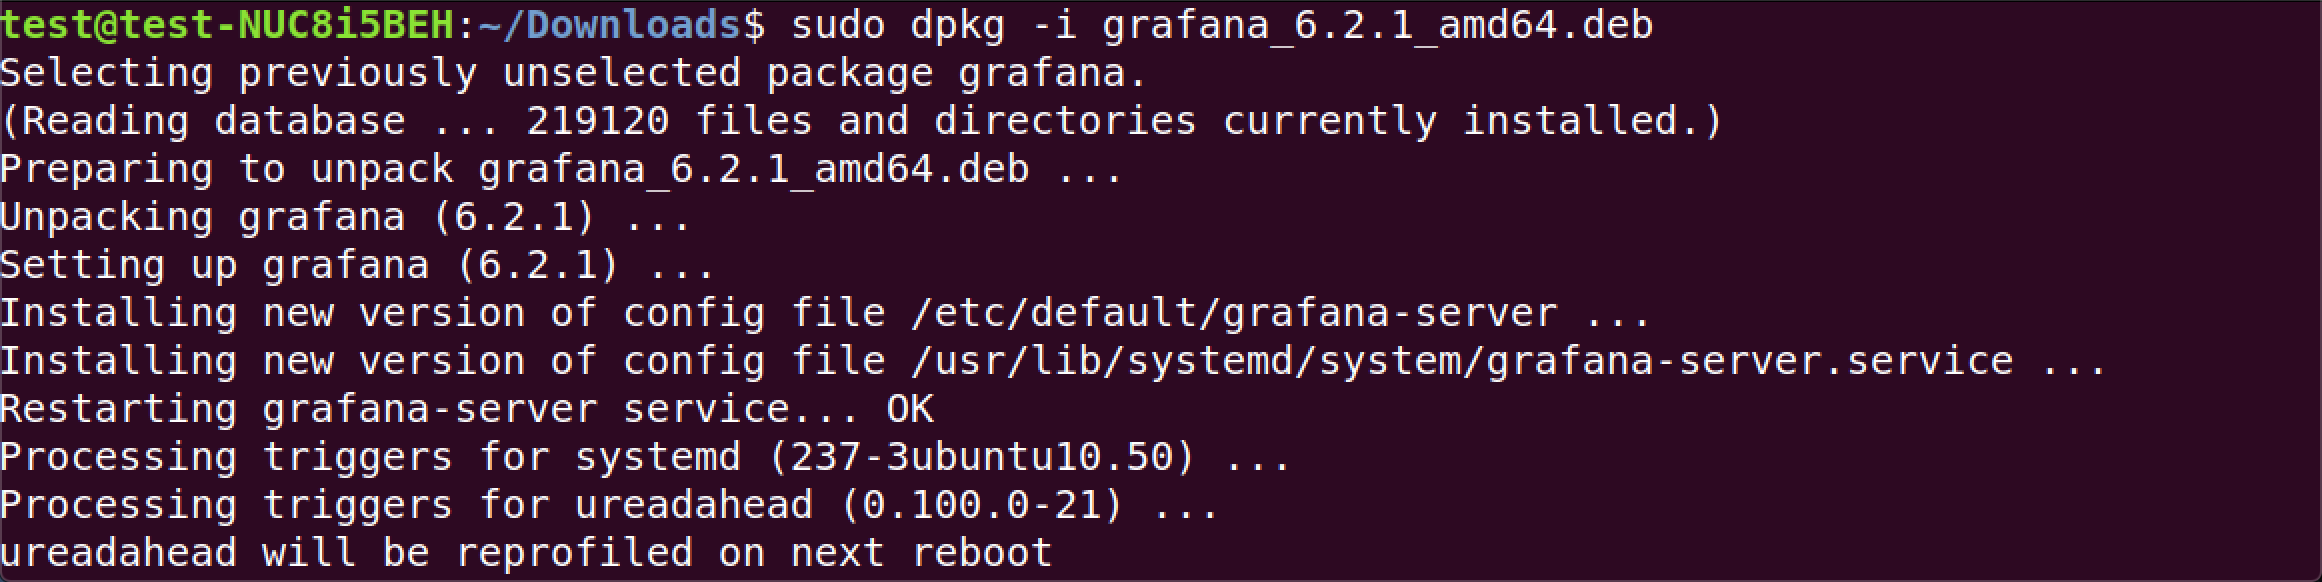 test@test-NUC8i5BEH:~/Downloads$ sudo dpkg -i grafana_6.2.1_amd64.deb
Selecting previously unselected package grafana.
(Reading database ... 219120 files and directories currently installed.)
Preparing to unpack grafana_6.2.1_amd64.deb ...
Unpacking grafana (6.2.1) ...
Setting up grafana (6.2.1) ...
Installing new version of config file /etc/default/grafana-server ...
Installing new version of config file /usr/lib/systemd/system/grafana-server.service ...
Restarting grafana-server service... OK
Processing triggers for systemd (237-3ubuntu10.50) ...
Processing triggers for ureadahead (0.100.0-21) ...
ureadahead will be reprofiled on next reboot